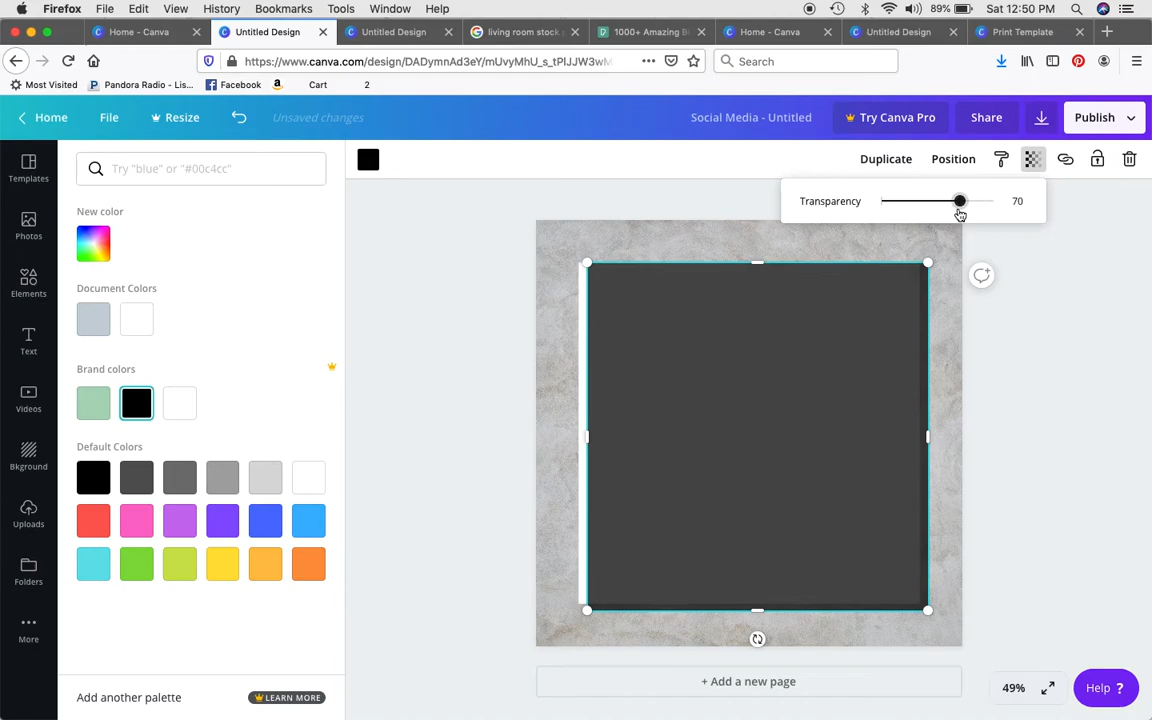 Firefox File Edit View History Bookmarks Tools Window Help 89% Sat 12:50 PM
Home - Canva Untitled Design Untitled Design living room stock p 1000+ Amazing B Home - Canva Untitled Design Print Template
https://www.canva.com/design/DADymnAd3eY/mUvyMhU_s_tPIJJW3wM Search
Most Visited Pandora Radio - Lis... Facebook Cart 2
Home File Resize Unsaved changes Social Media - Untitled Try Canva Pro Share Publish
Templates
Photos
Elements
Text
Videos
Bkground
Uploads
Folders
More
Try "blue" or "#00c4cc"
New color
Document Colors
Brand colors
Default Colors
Add another palette LEARN MORE
Duplicate Position
Transparency 70
+ Add a new page
49% Help ?